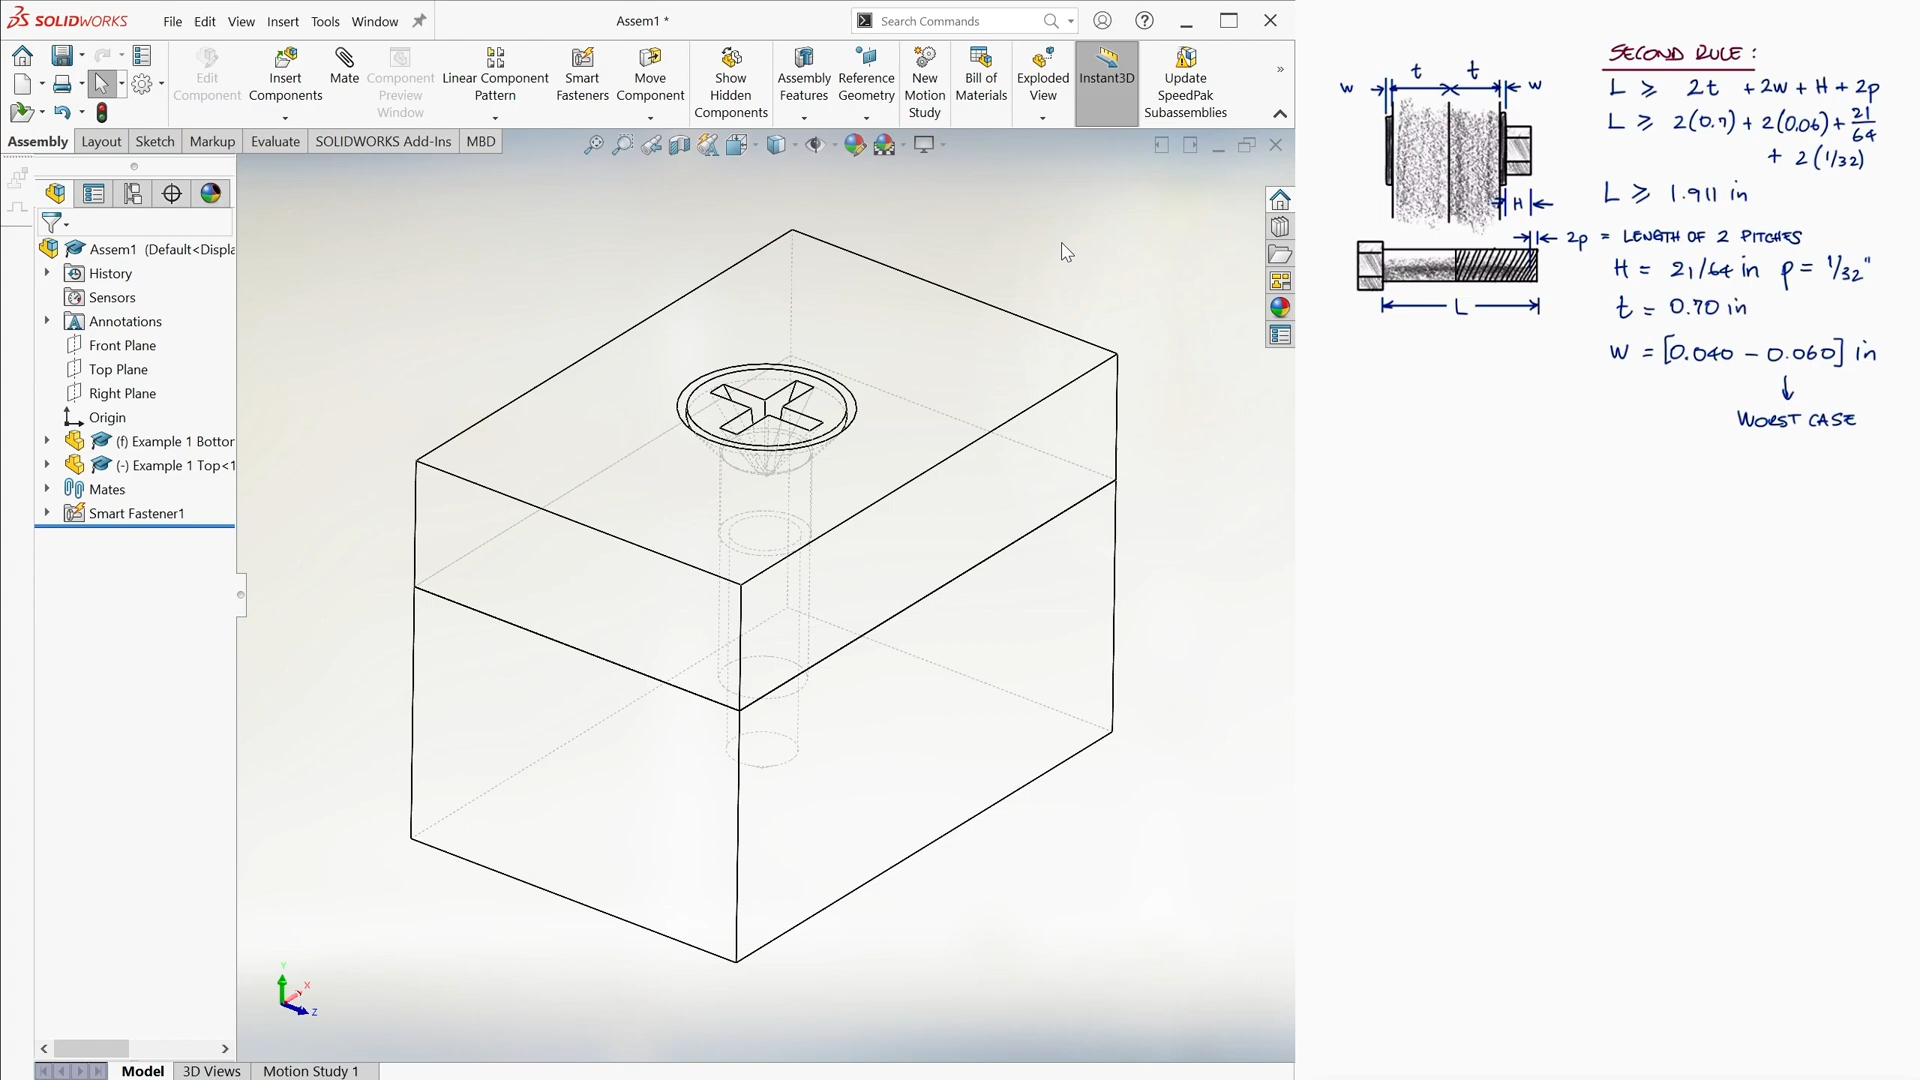 SOLIDWORKS File Edit View Insert Tools Window Assem1 * Search Commands
Edit Component
Insert Components
Mate
Component Preview Window
Linear Component Pattern
Smart Fasteners
Move Component
Show Hidden Components
Assembly Features
Reference Geometry
New Motion Study
Bill of Materials
Exploded View
Instant3D
Update SpeedPak Subassemblies
Assembly Layout Sketch Markup Evaluate SOLIDWORKS Add-Ins MBD
Assem1 (Default<Displa
History
Sensors
Annotations
Front Plane
Top Plane
Right Plane
Origin
(f) Example 1 Bottor
(-) Example 1 Top<1
Mates
Smart Fastener1
Y
X
Z
Model 3D Views Motion Study 1
SECOND RULE :
L ≥ 2t + 2w + H + 2p
L ≥ 2(0.7) + 2(0.06) + 21/64
+ 2(1/32)
L ≥ 1.911 in
w t t w
H
2p = LENGTH OF 2 PITCHES
L
H = 21/64 in p = 1/32"
t = 0.70 in
W = [0.040 - 0.060] in
↓
WORST CASE